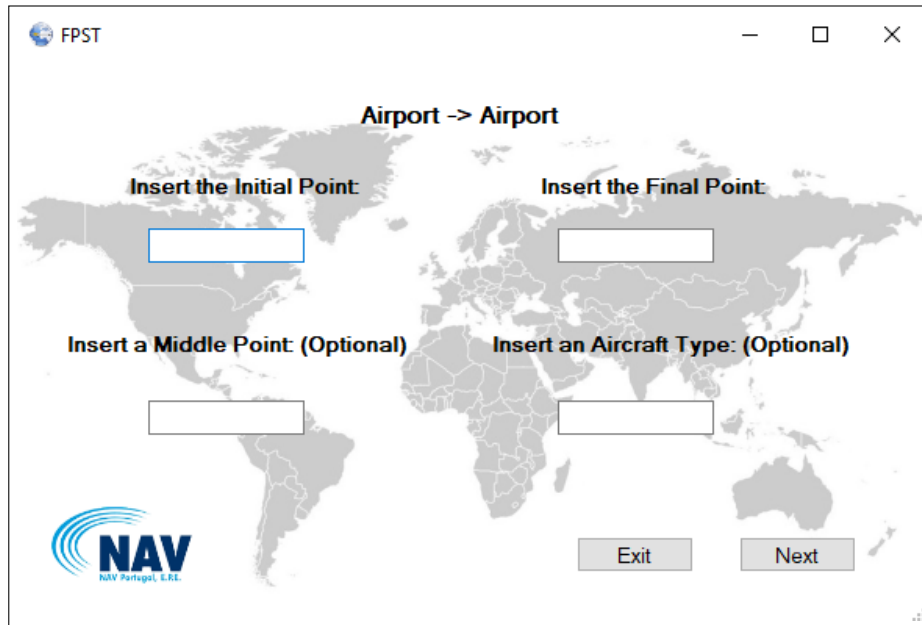 FPST
Airport -> Airport
Insert the Initial Point:
Insert the Final Point:
Insert a Middle Point: (Optional)
Insert an Aircraft Type: (Optional)
NAV
NAV Portugal, E.P.E.
Exit
Next